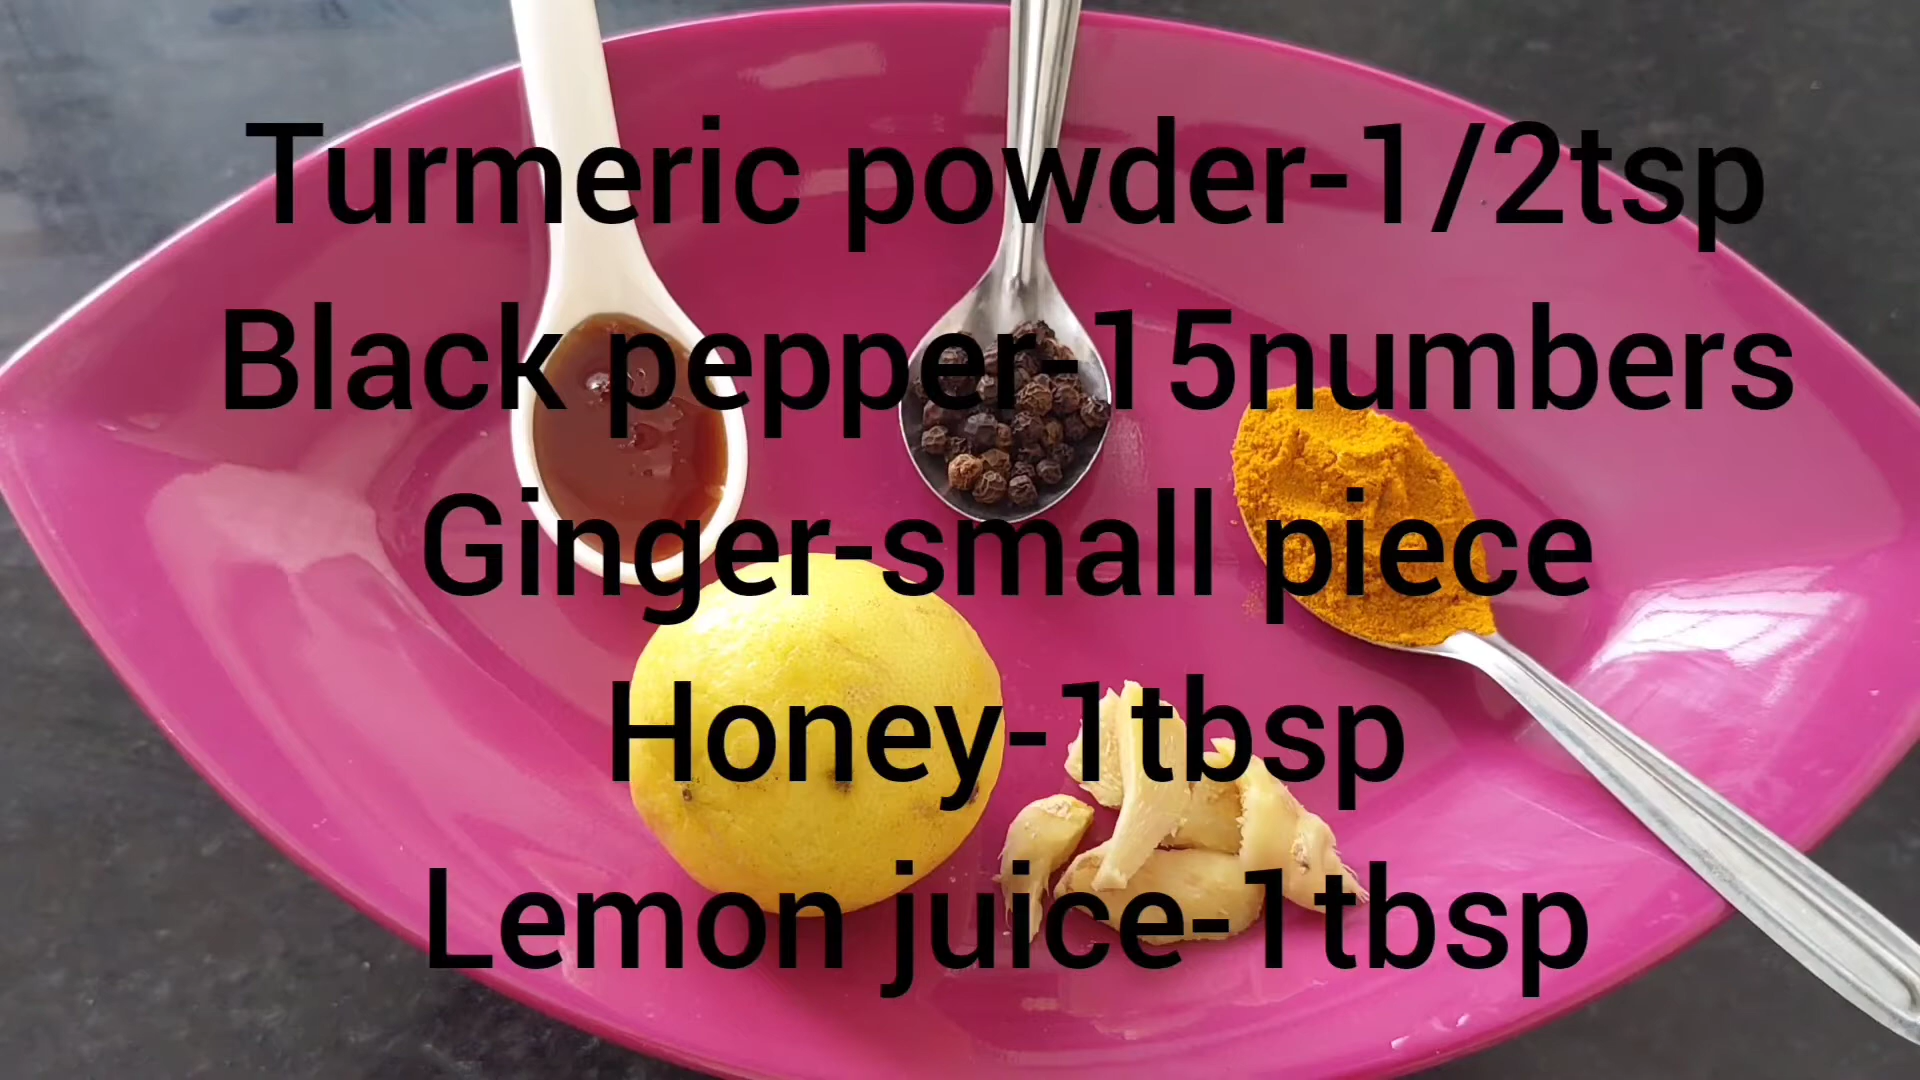 Turmeric powder-1/2tsp
Black pepper-15numbers
Ginger-small piece
Honey-1tbsp
Lemon juice-1tbsp